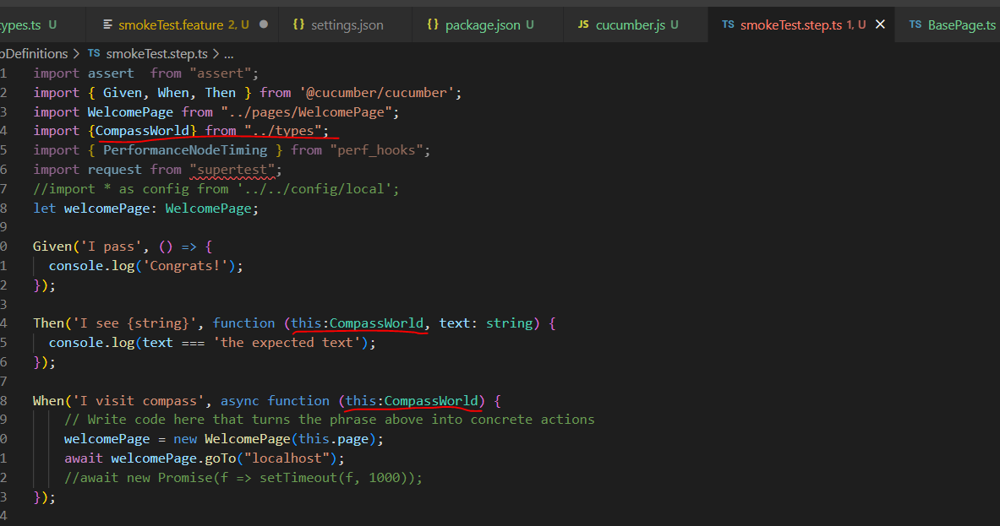 ypes.ts U smokeTest.feature 2, U settings.json package.json U JS cucumber.js U TS smokeTest.step.ts 1, U TS BasePage.ts
pDefinitions > TS smokeTest.step.ts > ...
1 import assert  from "assert";
2 import { Given, When, Then } from '@cucumber/cucumber';
3 import WelcomePage from "../pages/WelcomePage";
4 import {CompassWorld} from "../types";
5 import { PerformanceNodeTiming } from "perf_hooks";
6 import request from "supertest";
7 //import * as config from '../../config/local';
8 let welcomePage: WelcomePage;
9
0 Given('I pass', () => {
1   console.log('Congrats!');
2 });
3
4 Then('I see {string}', function (this:CompassWorld, text: string) {
5   console.log(text === 'the expected text');
6 });
7
8 When('I visit compass', async function (this:CompassWorld) {
9     // Write code here that turns the phrase above into concrete actions
0     welcomePage = new WelcomePage(this.page);
1     await welcomePage.goTo("localhost");
2     //await new Promise(f => setTimeout(f, 1000));
3 });
4